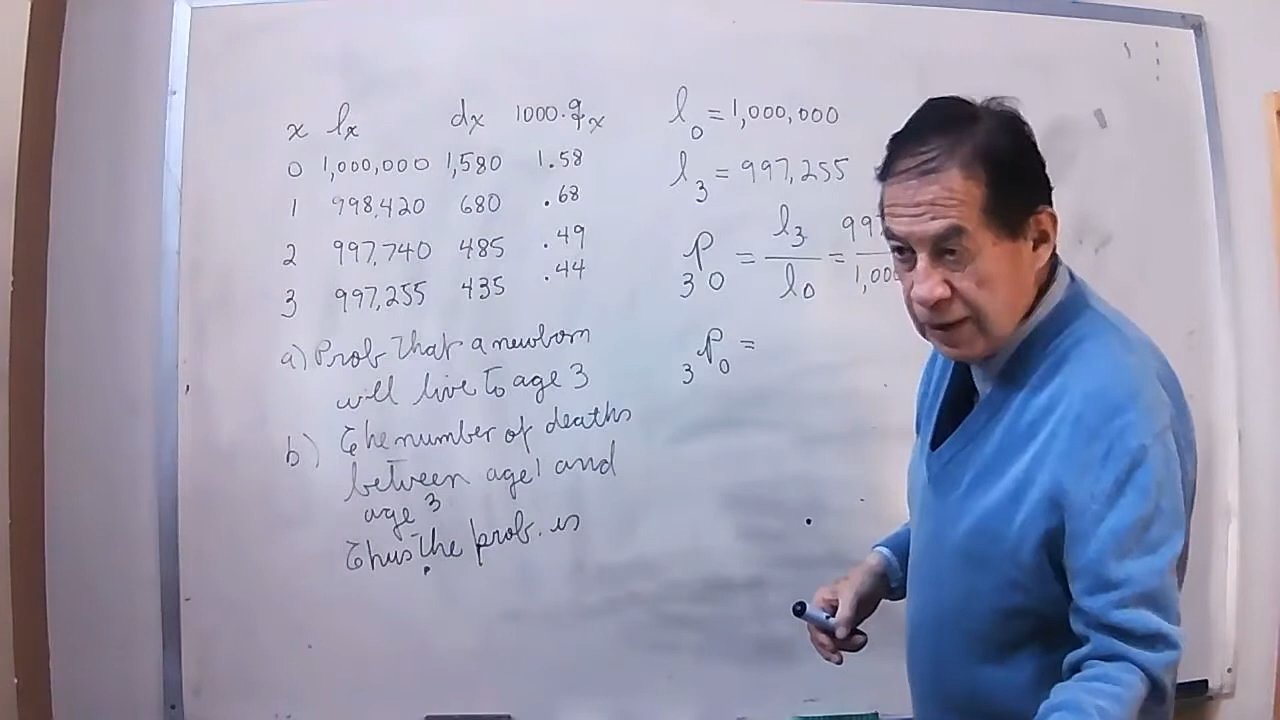 x lx dx 1000.qx
0 1,000,000 1,580 1.58
1 998,420 680 .68
2 997,740 485 .49
3 997,255 435 .44
a) Prob that a newborn
will live to age 3
b) The number of deaths
between age 1 and
age 3
Thus the prob. is
l0 = 1,000,000
l3 = 997,255
3P0 = l3/l0 = 99 / 1,00
3P0 =